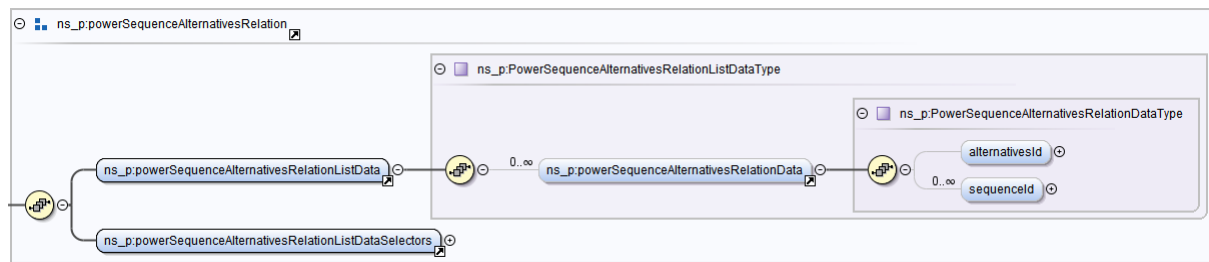 ns_p:powerSequenceAlternativesRelation
ns_p:PowerSequenceAlternativesRelationListDataType
ns_p:PowerSequenceAlternativesRelationDataType
alternativesId
ns_p:powerSequenceAlternativesRelationListData
0..∞
ns_p:powerSequenceAlternativesRelationData
0..∞
sequenceId
ns_p:powerSequenceAlternativesRelationListDataSelectors